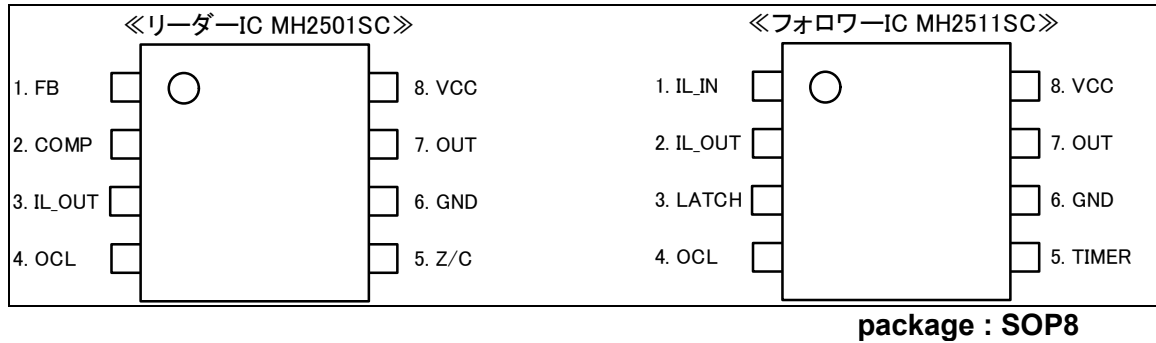 ≪リーダーIC MH2501SC≫
1. FB
2. COMP
3. IL_OUT
4. OCL
8. VCC
7. OUT
6. GND
5. Z/C
≪フォロワーIC MH2511SC≫
1. IL_IN
2. IL_OUT
3. LATCH
4. OCL
8. VCC
7. OUT
6. GND
5. TIMER
package : SOP8